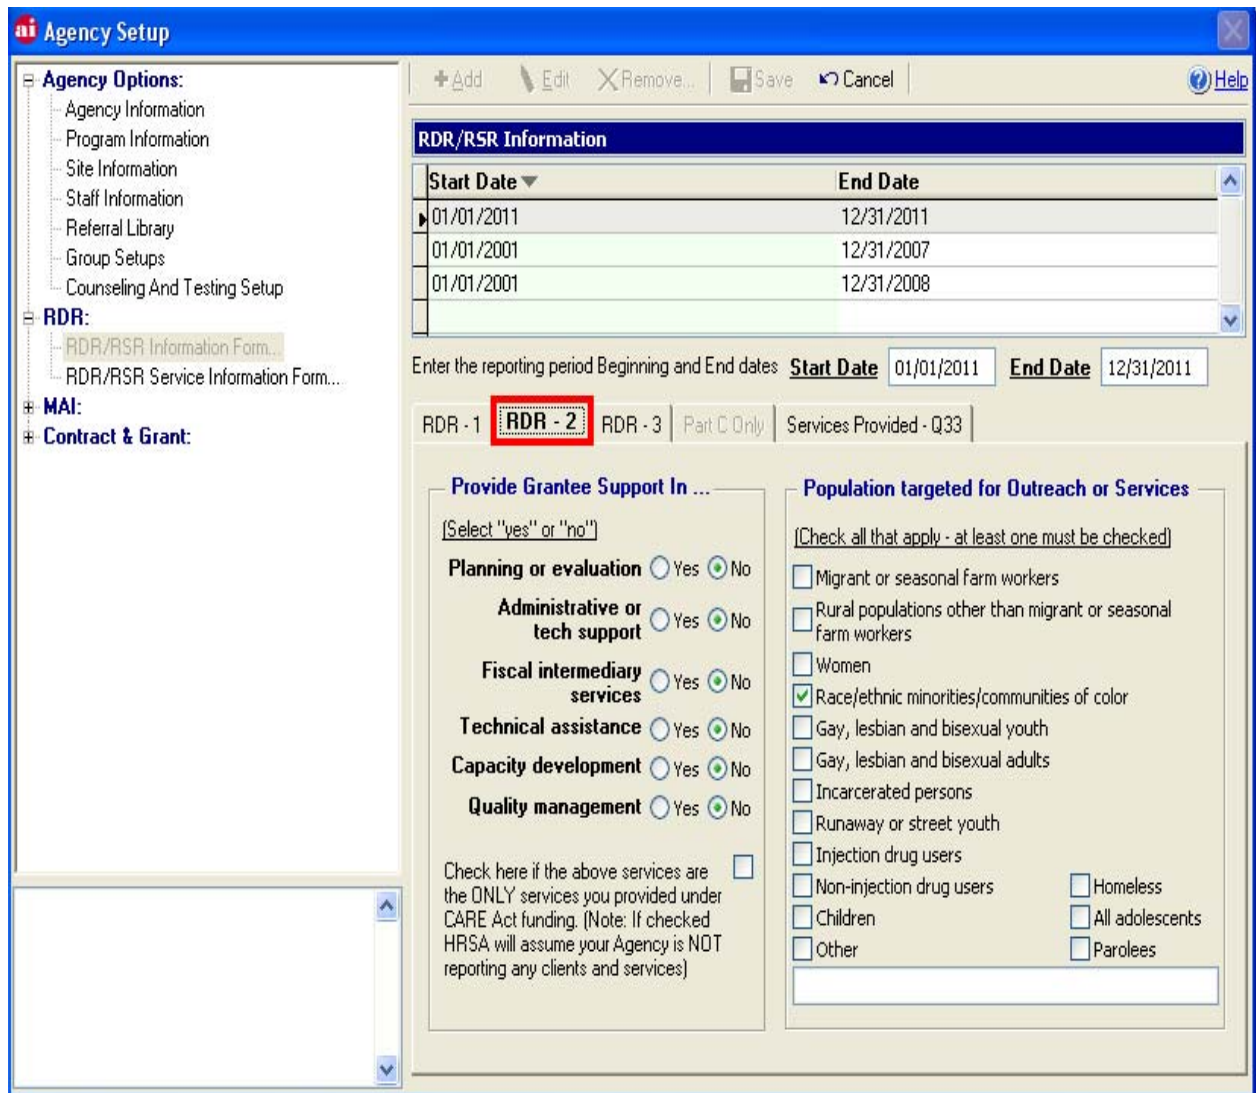 ai Agency Setup
Agency Options:
Agency Information
Program Information
Site Information
Staff Information
Referral Library
Group Setups
Counseling And Testing Setup
RDR:
RDR/RSR Information Form...
RDR/RSR Service Information Form...
MAI:
Contract & Grant:
Add Edit Remove... Save Cancel Help
RDR/RSR Information
Start Date End Date
01/01/2011 12/31/2011
01/01/2001 12/31/2007
01/01/2001 12/31/2008
Enter the reporting period Beginning and End dates Start Date 01/01/2011 End Date 12/31/2011
RDR - 1 RDR - 2 RDR - 3 Part C Only Services Provided - Q33
Provide Grantee Support In ...
(Select "yes" or "no")
Planning or evaluation Yes No
Administrative or
tech support Yes No
Fiscal intermediary
services Yes No
Technical assistance Yes No
Capacity development Yes No
Quality management Yes No
Check here if the above services are
the ONLY services you provided under
CARE Act funding. (Note: If checked
HRSA will assume your Agency is NOT
reporting any clients and services)
Population targeted for Outreach or Services
(Check all that apply - at least one must be checked)
Migrant or seasonal farm workers
Rural populations other than migrant or seasonal
farm workers
Women
Race/ethnic minorities/communities of color
Gay, lesbian and bisexual youth
Gay, lesbian and bisexual adults
Incarcerated persons
Runaway or street youth
Injection drug users
Non-injection drug users Homeless
Children All adolescents
Other Parolees